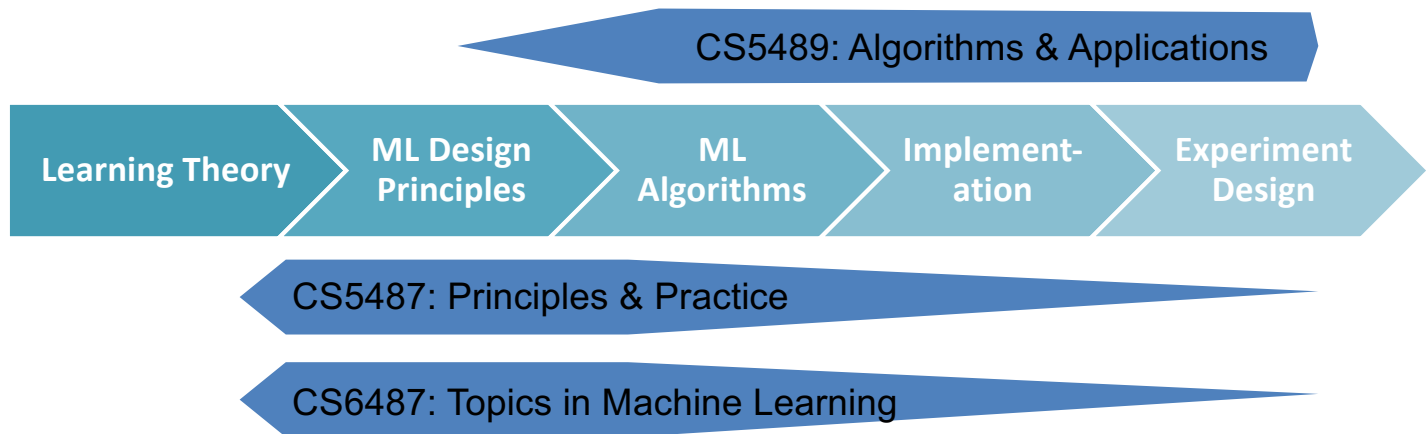 CS5489: Algorithms & Applications
Learning Theory
ML Design
Principles
ML
Algorithms
Implement-
ation
Experiment
Design
CS5487: Principles & Practice
CS6487: Topics in Machine Learning